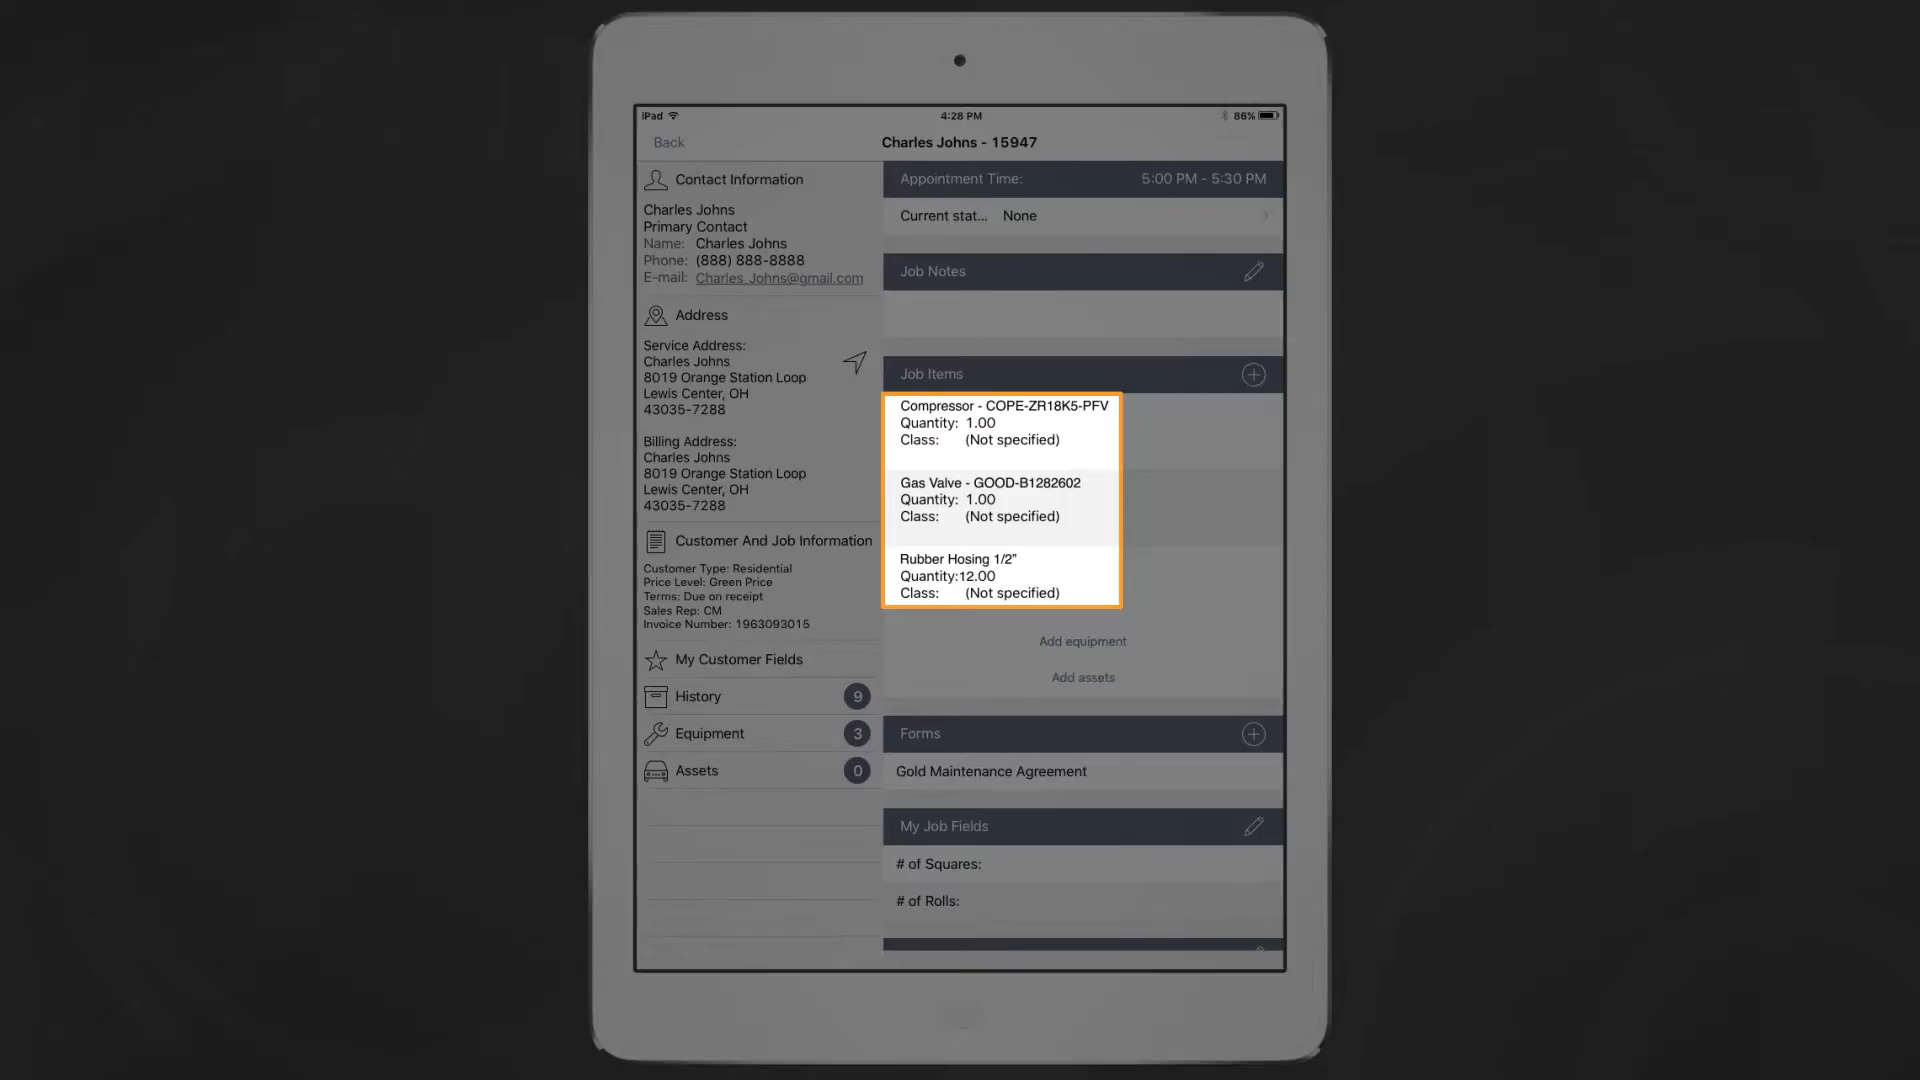 iPad
4:28 PM
86%
Back
Charles Johns - 15947
Contact Information
Charles Johns
Primary Contact
Name: Charles Johns
Phone: (888) 888-8888
E-mail: Charles_Johns@gmail.com
Address
Service Address:
Charles Johns
8019 Orange Station Loop
Lewis Center, OH
43035-7288
Billing Address:
Charles Johns
8019 Orange Station Loop
Lewis Center, OH
43035-7288
Customer And Job Information
Customer Type: Residential
Price Level: Green Price
Terms: Due on receipt
Sales Rep: CM
Invoice Number: 1963093015
My Customer Fields
History 9
Equipment 3
Assets 0
Appointment Time: 5:00 PM - 5:30 PM
Current stat... None
Job Notes
Job Items
Compressor - COPE-ZR18K5-PFV
Quantity: 1.00
Class: (Not specified)
Gas Valve - GOOD-B1282602
Quantity: 1.00
Class: (Not specified)
Rubber Hosing 1/2”
Quantity:12.00
Class: (Not specified)
Add equipment
Add assets
Forms
Gold Maintenance Agreement
My Job Fields
# of Squares:
# of Rolls: